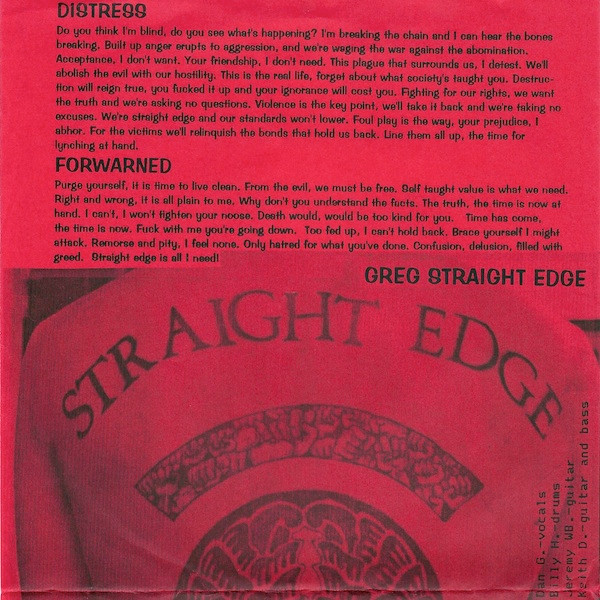 DISTRESS
Do you think I'm blind, do you see what's happening? I'm breaking the chain and I can hear the bones
breaking. Built up anger erupts to aggression, and we're waging the war against the abomination.
Acceptance, I don't want. Your friendship, I don't need. This plague that surrounds us, I detest. We'll
abolish the evil with our hostility. This is the real life, forget about what society's taught you. Destruc-
tion will reign true, you fucked it up and your ignorance will cost you. Fighting for our rights, we want
the truth and we're asking no questions. Violence is the key point, we'll take it back and we're taking no
excuses. We're straight edge and our standards won't lower. Foul play is the way, your prejudice, I
abhor. For the victims we'll relinquish the bonds that hold us back. Line them all up, the time for
lynching at hand.
FORWARNED
Purge yourself, it is time to live clean. From the evil, we must be free. Self taught value is what we need.
Right and wrong, it is all plain to me. Why don't you understand the facts. The truth, the time is now at
hand. I can't, I won't tighten your noose. Death would, would be too kind for you. Time has come,
the time is now. Fuck with me you're going down. Too fed up, I can't hold back. Brace yourself I might
attack. Remorse and pity, I feel none. Only hatred for what you've done. Confusion, delusion, filled with
greed. Straight edge is all I need!
GREG STRAIGHT EDGE
STRAIGHT EDGE
Dan G.-vocals
Billy H.-drums
Jeremy WB.-guitar
Keith D.-guitar and bass